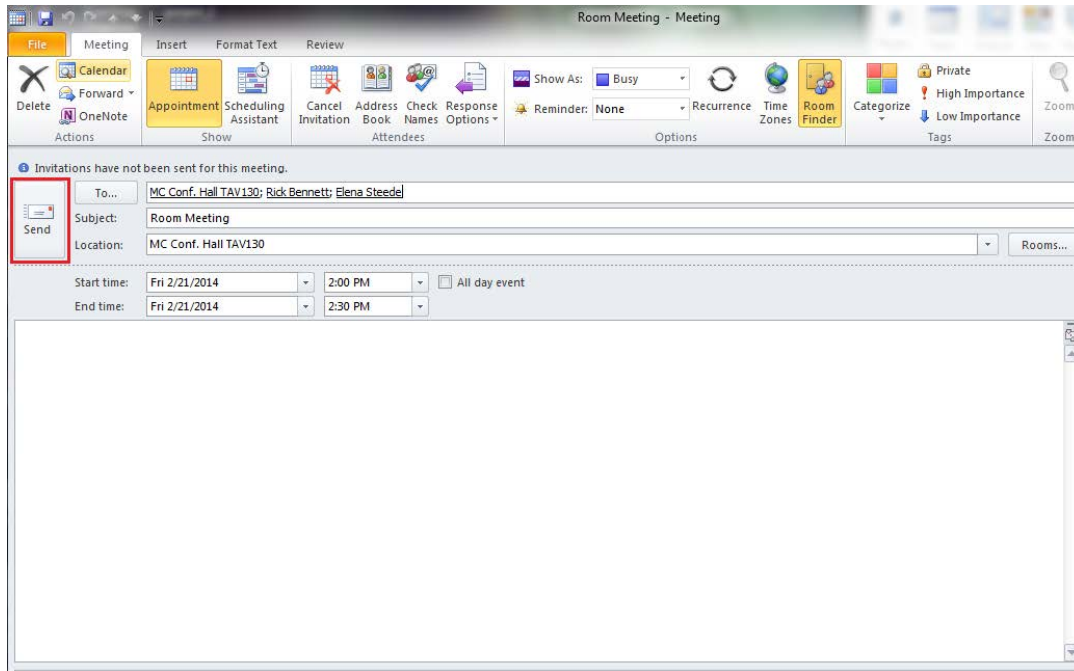 Room Meeting - Meeting
File Meeting Insert Format Text Review
Calendar
Forward
OneNote
Delete
Actions
Appointment
Scheduling
Assistant
Show
Cancel
Invitation
Address
Book
Check
Names
Response
Options
Attendees
Show As: Busy
Reminder: None
Recurrence
Time
Zones
Room
Finder
Options
Categorize
Private
High Importance
Low Importance
Tags
Zoom
Zoom
Invitations have not been sent for this meeting.
Send
To... MC Conf. Hall TAV130; Rick Bennett; Elena Steede
Subject: Room Meeting
Location: MC Conf. Hall TAV130 Rooms...
Start time: Fri 2/21/2014 2:00 PM All day event
End time: Fri 2/21/2014 2:30 PM